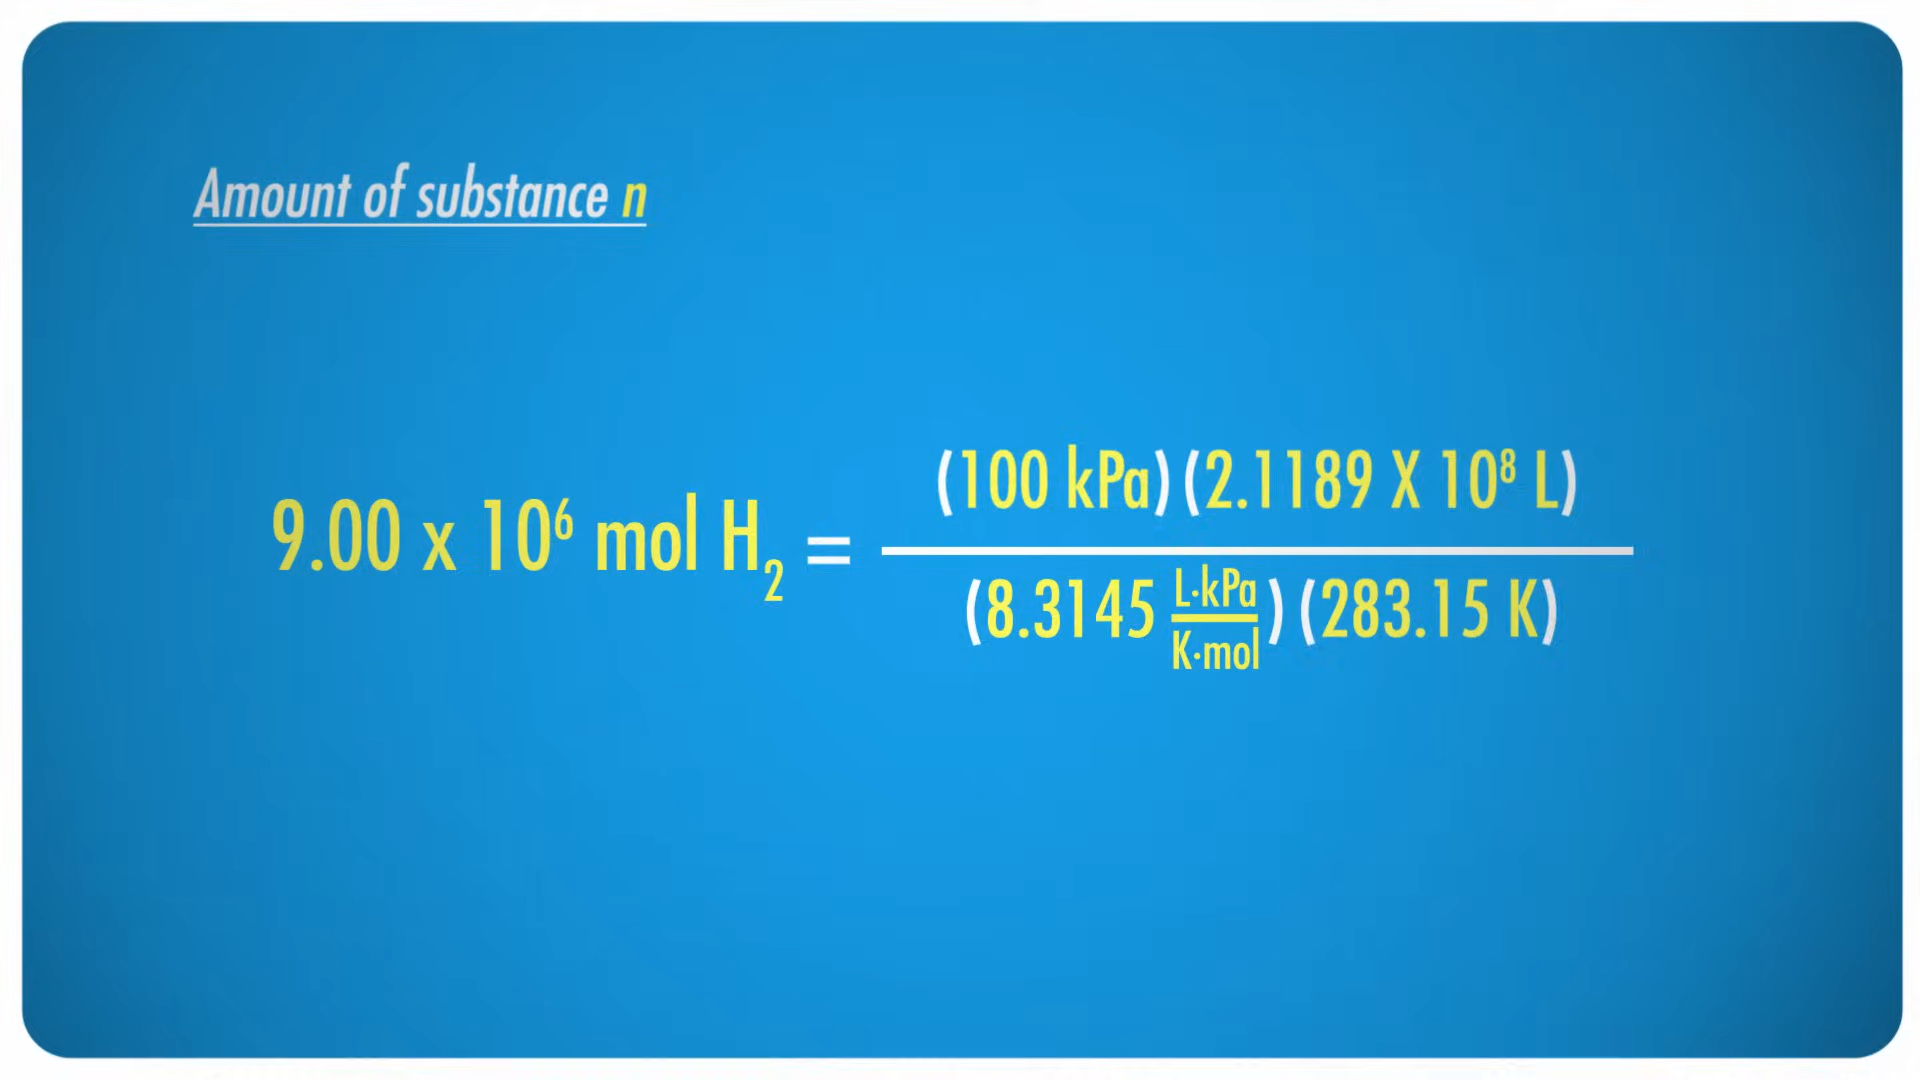 Amount of substance n
(100 kPa) (2.1189 X 10⁸ L)
9.00 x 10⁶ mol H₂ =
(8.3145 L·kPa/K·mol) (283.15 K)